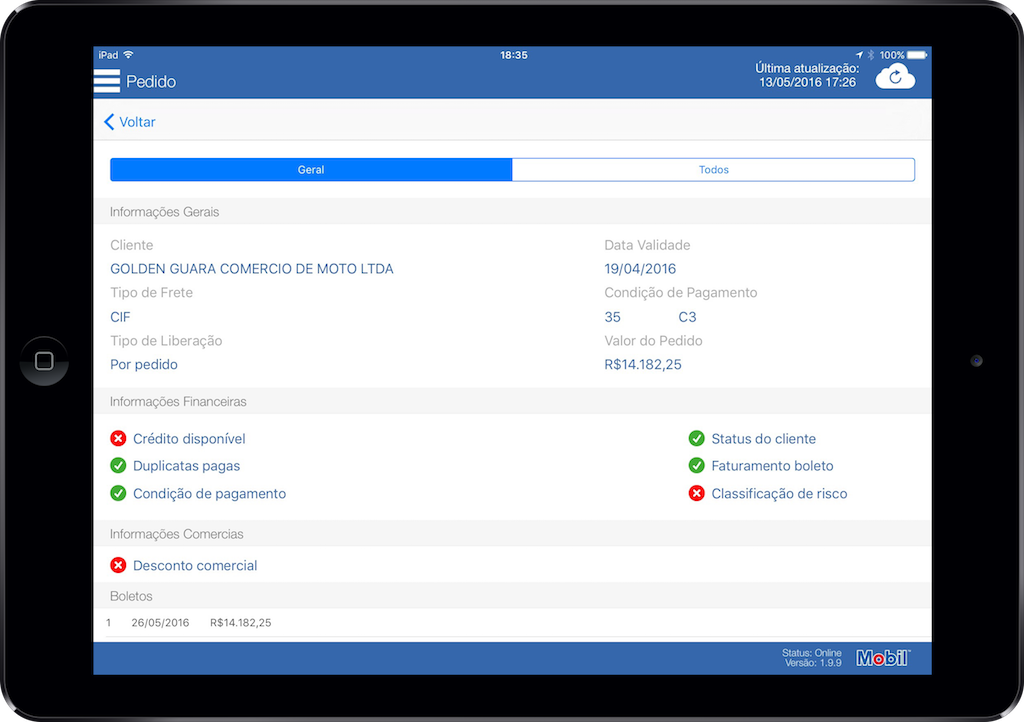 iPad 18:35 100%
Pedido
Última atualização:
13/05/2016 17:26
Voltar
Geral Todos
Informações Gerais
Cliente Data Validade
GOLDEN GUARA COMERCIO DE MOTO LTDA 19/04/2016
Tipo de Frete Condição de Pagamento
CIF 35 C3
Tipo de Liberação Valor do Pedido
Por pedido R$14.182,25
Informações Financeiras
Crédito disponível Status do cliente
Duplicatas pagas Faturamento boleto
Condição de pagamento Classificação de risco
Informações Comercias
Desconto comercial
Boletos
1 26/05/2016 R$14.182,25
Status: Online
Versão: 1.9.9
Mobil